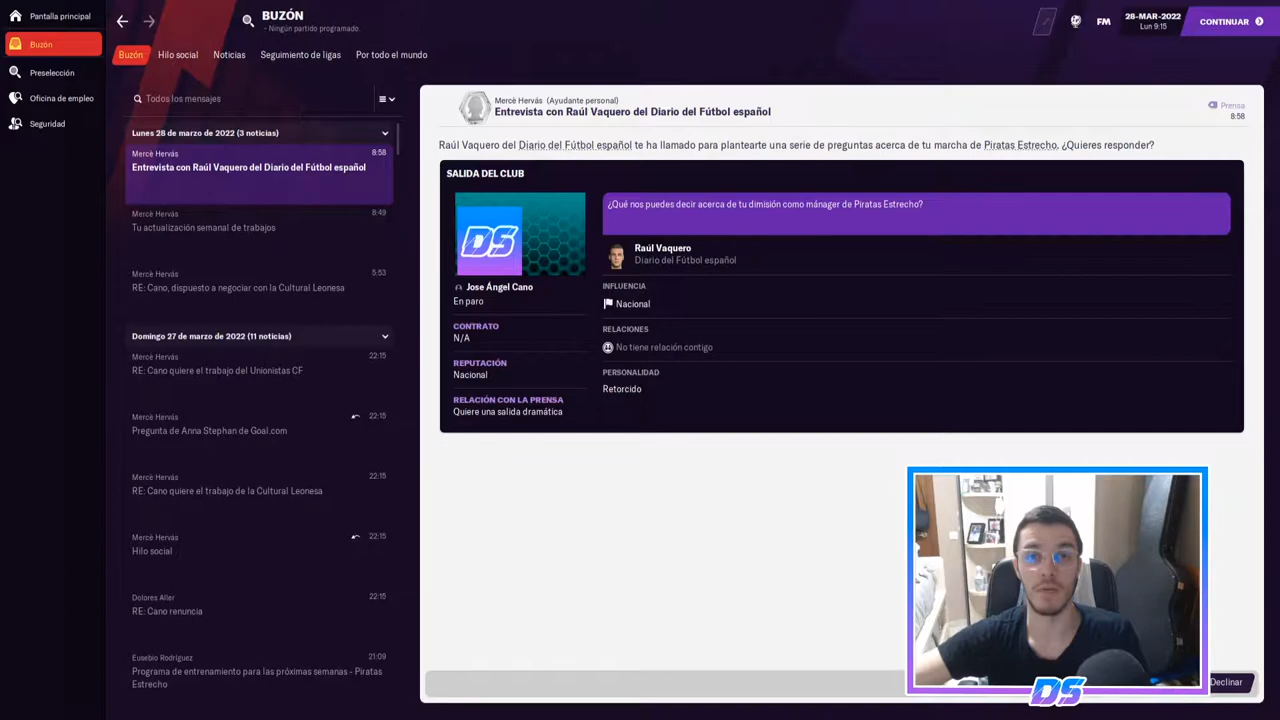 Pantalla principal
Buzón
Preselección
Oficina de empleo
Seguridad
BUZÓN
- Ningún partido programado.
FM
28-MAR-2022
Lun 9:15
CONTINUAR
Buzón
Hilo social
Noticias
Seguimiento de ligas
Por todo el mundo
Todos los mensajes
Lunes 28 de marzo de 2022 (3 noticias)
Mercè Hervás 8:58
Entrevista con Raúl Vaquero del Diario del Fútbol español
Mercè Hervás 8:49
Tu actualización semanal de trabajos
Mercè Hervás 5:53
RE: Cano, dispuesto a negociar con la Cultural Leonesa
Domingo 27 de marzo de 2022 (11 noticias)
Mercè Hervás 22:15
RE: Cano quiere el trabajo del Unionistas CF
Mercè Hervás 22:15
Pregunta de Anna Stephan de Goal.com
Mercè Hervás 22:15
RE: Cano quiere el trabajo de la Cultural Leonesa
Mercè Hervás 22:15
Hilo social
Dolores Aller 22:15
RE: Cano renuncia
Eusebio Rodríguez 21:09
Programa de entrenamiento para las próximas semanas - Piratas
Estrecho
Mercè Hervás (Ayudante personal)
Entrevista con Raúl Vaquero del Diario del Fútbol español
Prensa
8:58
Raúl Vaquero del Diario del Fútbol español te ha llamado para plantearte una serie de preguntas acerca de tu marcha de Piratas Estrecho. ¿Quieres responder?
SALIDA DEL CLUB
DS
Jose Ángel Cano
En paro
CONTRATO
N/A
REPUTACIÓN
Nacional
RELACIÓN CON LA PRENSA
Quiere una salida dramática
¿Qué nos puedes decir acerca de tu dimisión como mánager de Piratas Estrecho?
Raúl Vaquero
Diario del Fútbol español
INFLUENCIA
Nacional
RELACIONES
No tiene relación contigo
PERSONALIDAD
Retorcido
Declinar
DS